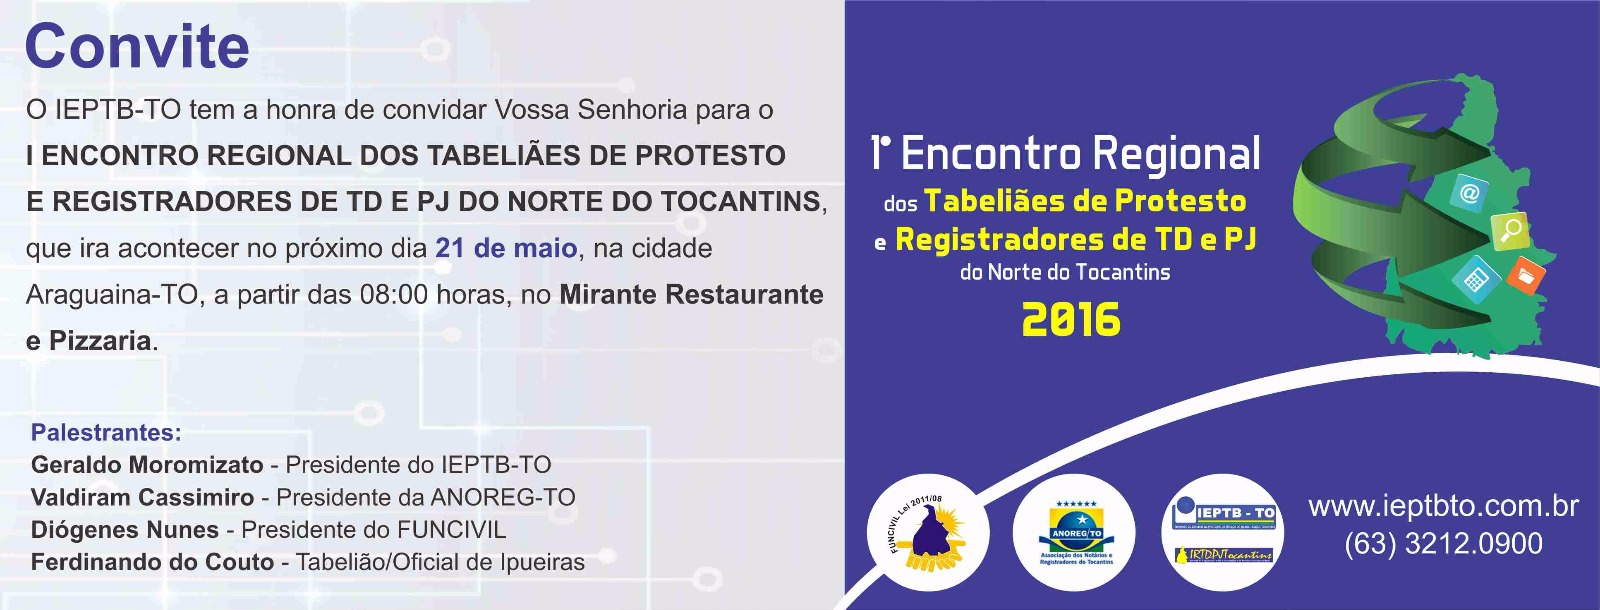 Convite
O IEPTB-TO tem a honra de convidar Vossa Senhoria para o
I ENCONTRO REGIONAL DOS TABELIÃES DE PROTESTO
E REGISTRADORES DE TD E PJ DO NORTE DO TOCANTINS,
que ira acontecer no próximo dia 21 de maio, na cidade
Araguaina-TO, a partir das 08:00 horas, no Mirante Restaurante
e Pizzaria.
Palestrantes:
Geraldo Moromizato - Presidente do IEPTB-TO
Valdiram Cassimiro - Presidente da ANOREG-TO
Diógenes Nunes - Presidente do FUNCIVIL
Ferdinando do Couto - Tabelião/Oficial de Ipueiras
1º Encontro Regional
dos Tabeliães de Protesto
e Registradores de TD e PJ
do Norte do Tocantins
2016
@
FUNCIVIL Lei 2011/08
ANOREG/TO
Associação dos Notários e
Registradores do Tocantins
IEPTB - TO
IRTDPJTocantins
www.ieptbto.com.br
(63) 3212.0900